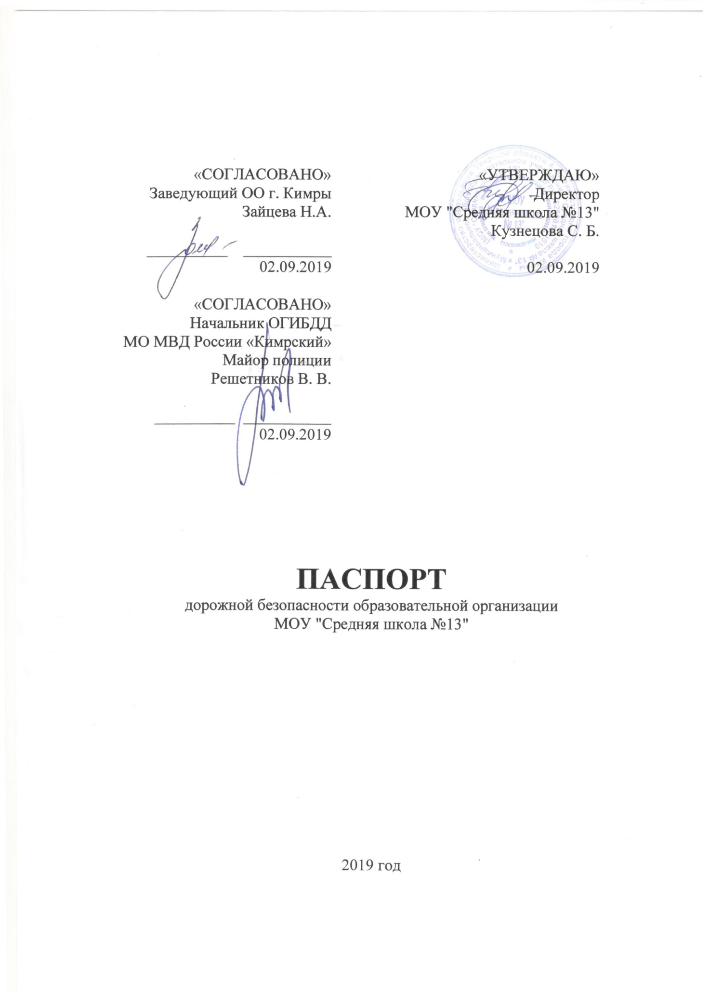 «СОГЛАСОВАНО»
Заведующий ОО г. Кимры
Зайцева Н.А.
02.09.2019
«УТВЕРЖДАЮ»
Директор
МОУ "Средняя школа №13"
Кузнецова С. Б.
02.09.2019
«СОГЛАСОВАНО»
Начальник ОГИБДД
МО МВД России «Кимрский»
Майор полиции
Решетников В. В.
02.09.2019
ПАСПОРТ
дорожной безопасности образовательной организации
МОУ "Средняя школа №13"
2019 год